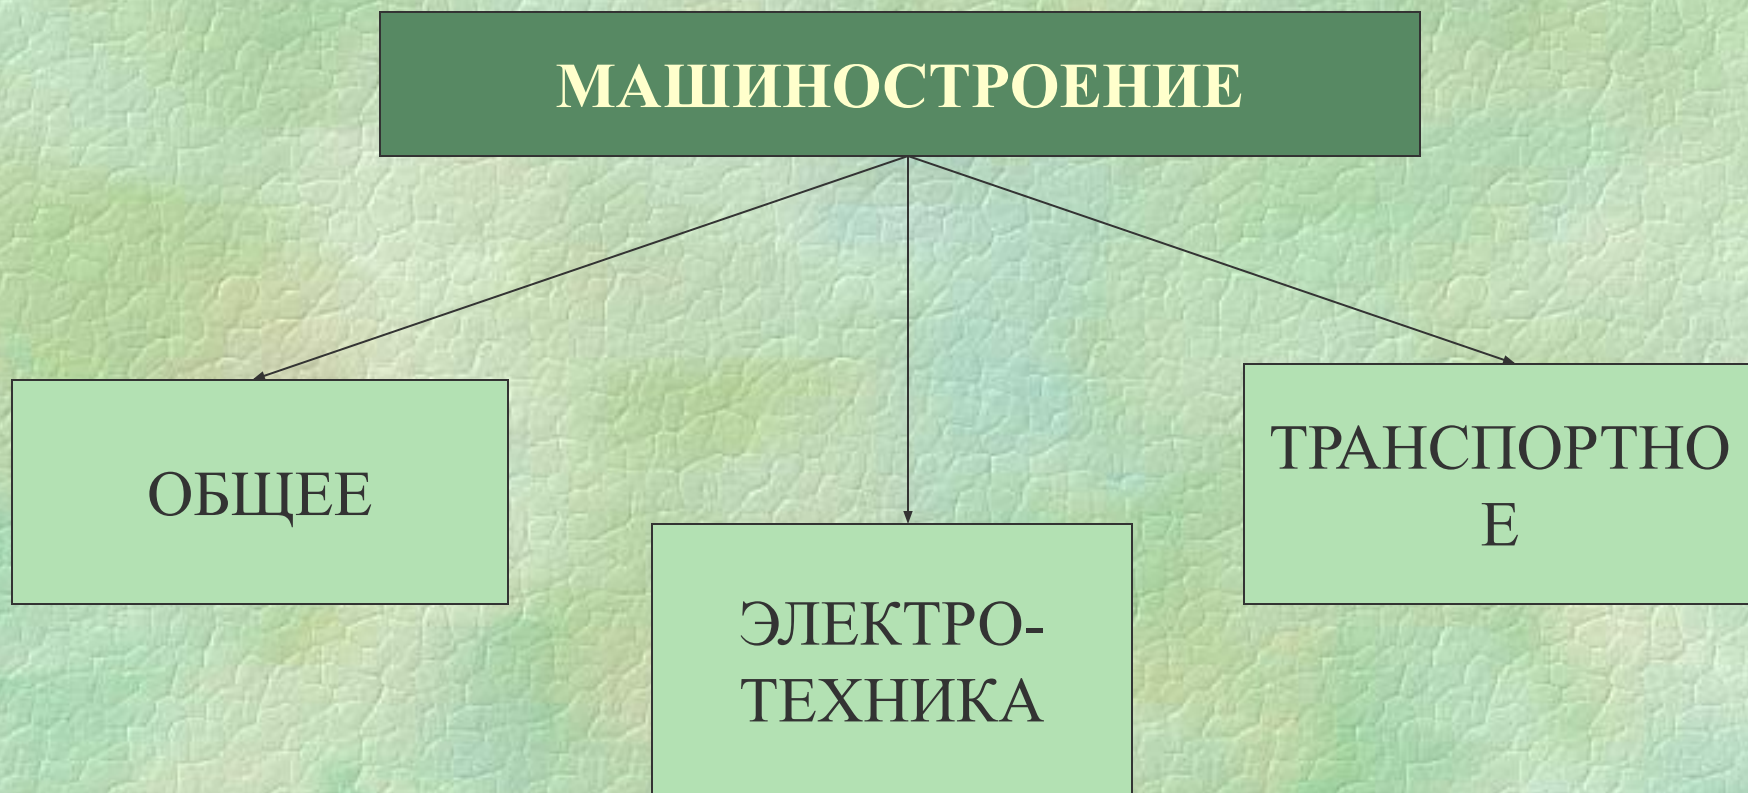 МАШИНОСТРОЕНИЕ
ОБЩЕЕ
ЭЛЕКТРО-
ТЕХНИКА
ТРАНСПОРТНО
Е